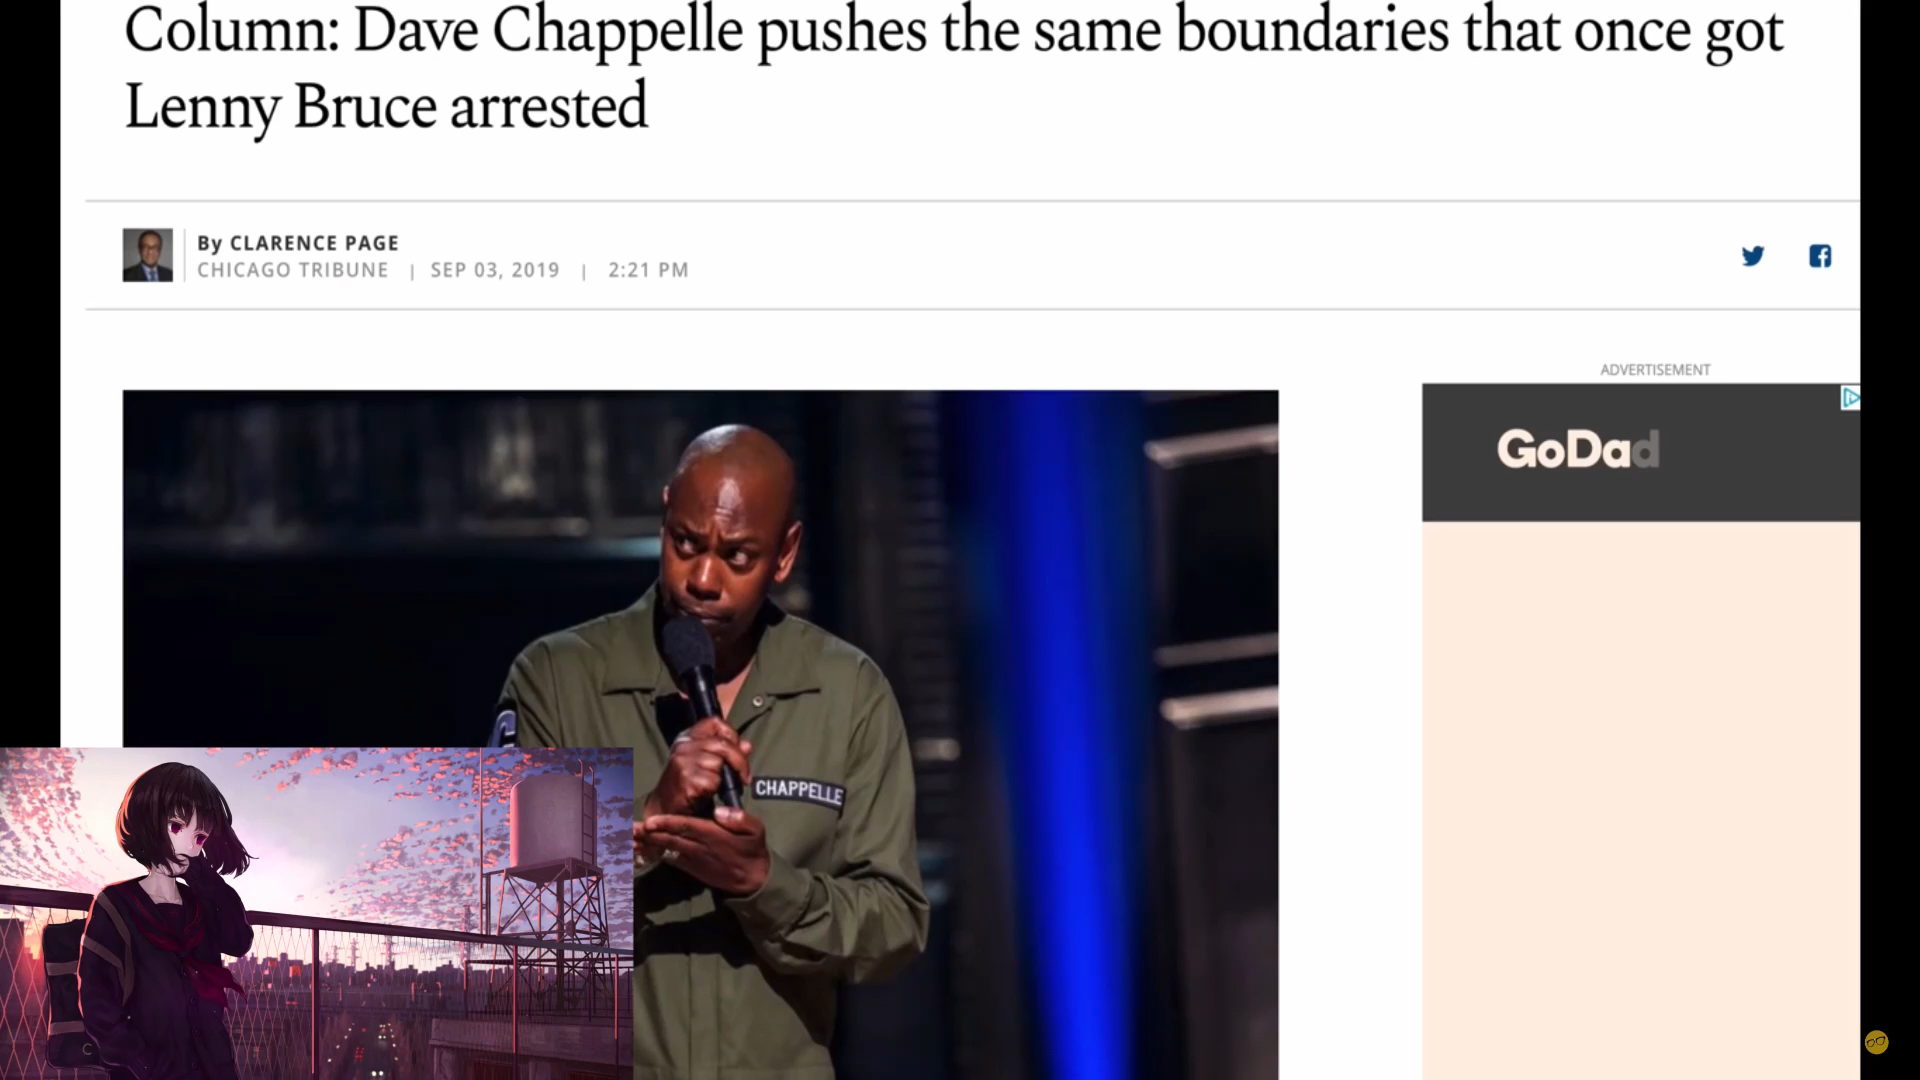 Column: Dave Chappelle pushes the same boundaries that once got
Lenny Bruce arrested
By CLARENCE PAGE
CHICAGO TRIBUNE | SEP 03, 2019 | 2:21 PM
ADVERTISEMENT
GoDad
CHAPPELLE